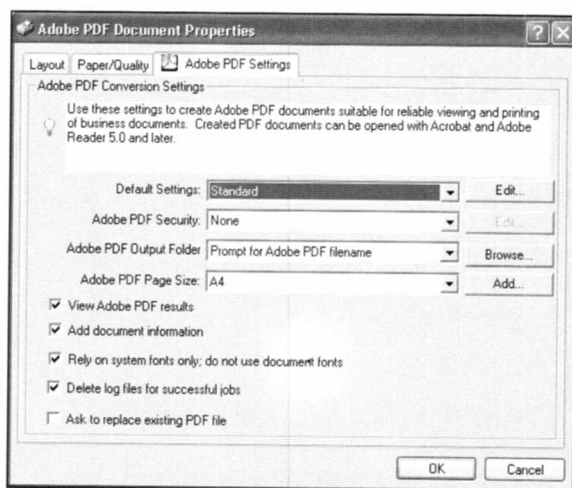 Adobe PDF Document Properties
Layout Paper/Quality Adobe PDF Settings
Adobe PDF Conversion Settings
Use these settings to create Adobe PDF documents suitable for reliable viewing and printing
of business documents. Created PDF documents can be opened with Acrobat and Adobe
Reader 5.0 and later.
Default Settings: Standard Edit...
Adobe PDF Security: None Edit...
Adobe PDF Output Folder Prompt for Adobe PDF filename Browse...
Adobe PDF Page Size: A4 Add...
View Adobe PDF results
Add document information
Rely on system fonts only; do not use document fonts
Delete log files for successful jobs
Ask to replace existing PDF file
OK Cancel